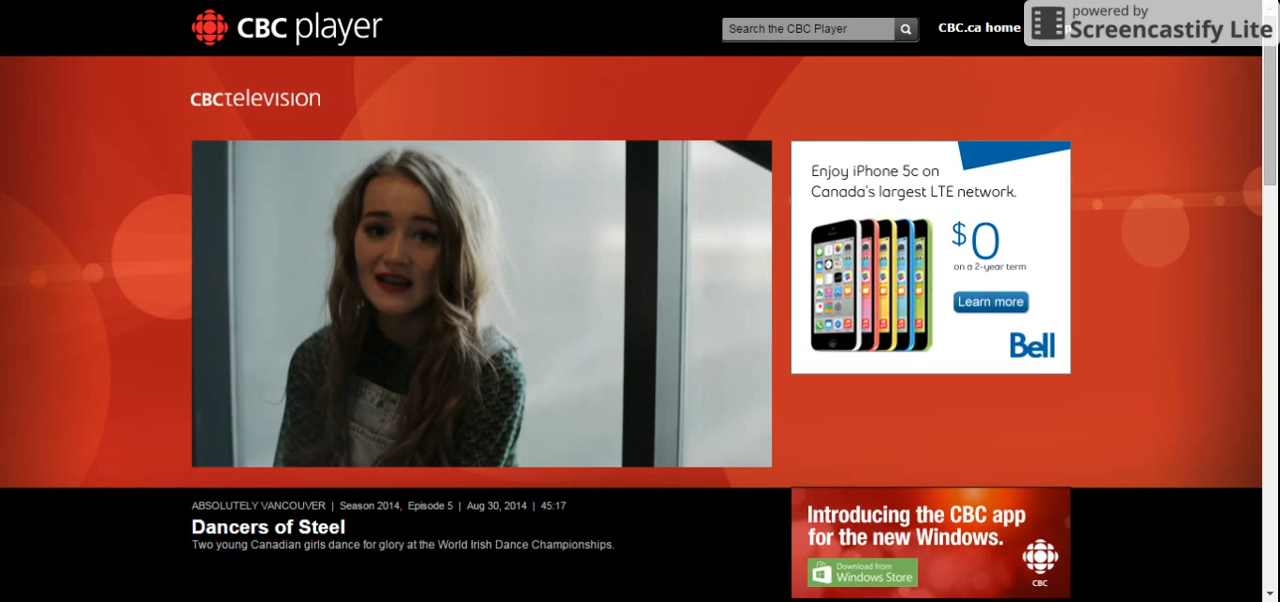 CBC player
Search the CBC Player
CBC.ca home
powered by
Screencastify Lite
CBCTELEVISION
Enjoy iPhone 5c on
Canada's largest LTE network.
$0
on a 2-year term
Learn more
Bell
ABSOLUTELY VANCOUVER | Season 2014, Episode 5 | Aug 30, 2014 | 45:17
Dancers of Steel
Two young Canadian girls dance for glory at the World Irish Dance Championships.
Introducing the CBC app
for the new Windows.
Download from
Windows Store
CBC